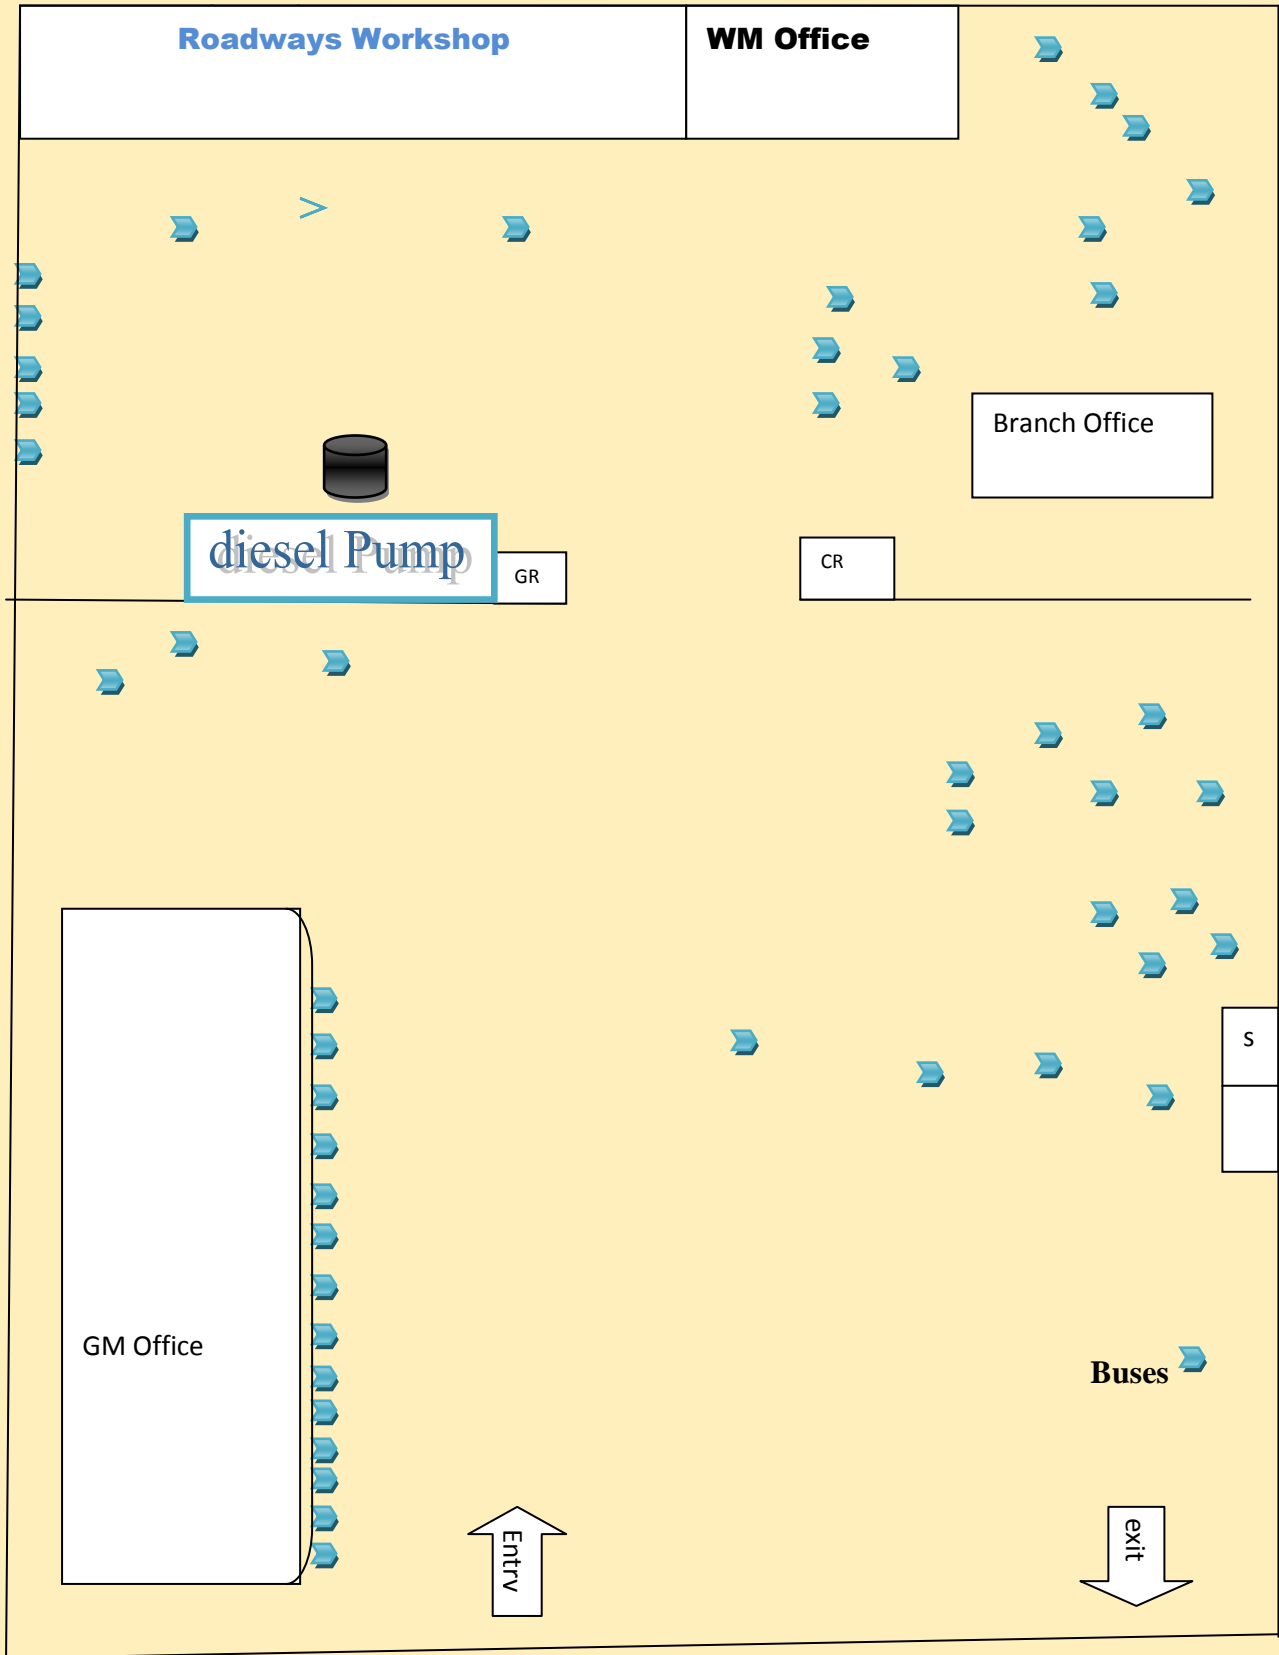 Roadways Workshop
WM Office
>
Branch Office
diesel Pump
GR
CR
S
GM Office
Buses
Entry
exit